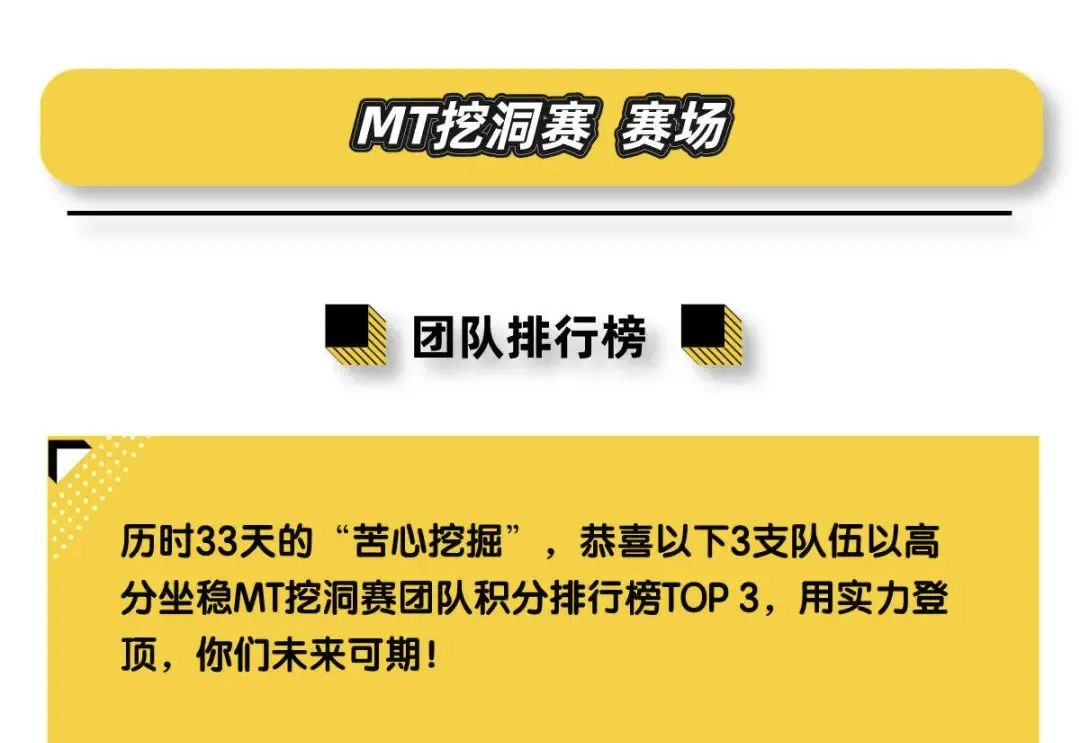 MT挖洞赛 赛场
团队排行榜
历时33天的“苦心挖掘”，恭喜以下3支队伍以高
分坐稳MT挖洞赛团队积分排行榜TOP 3，用实力登
顶，你们未来可期！